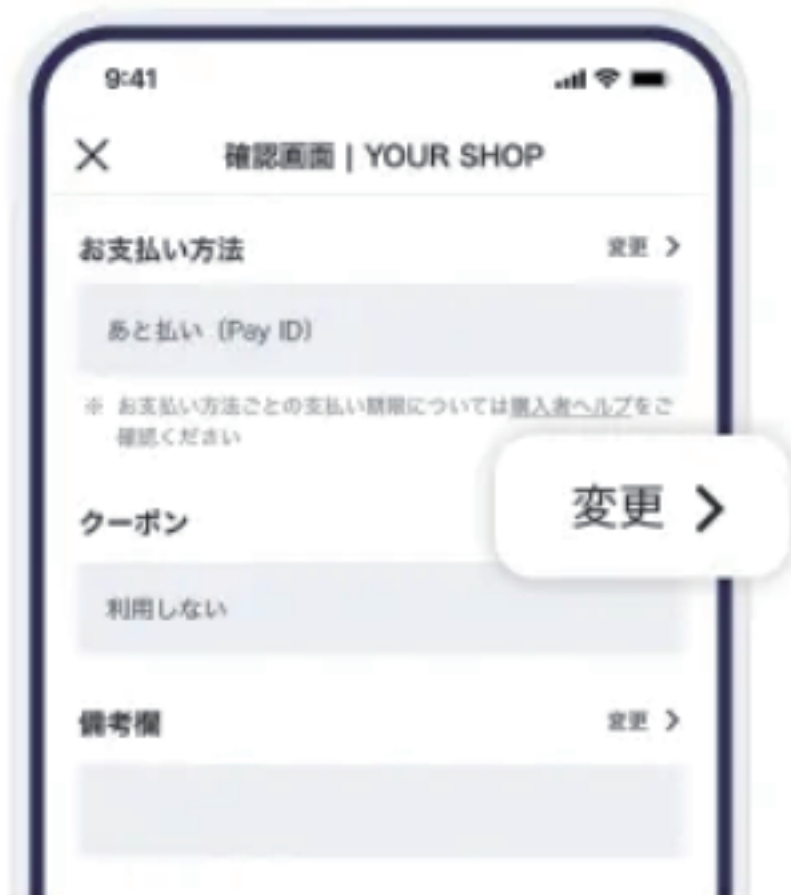 9:41
確認画面 | YOUR SHOP
お支払い方法
変更
あと払い（Pay ID）
※ お支払い方法ごとの支払い期限については購入者ヘルプをご
確認ください
クーポン
変更
利用しない
備考欄
変更